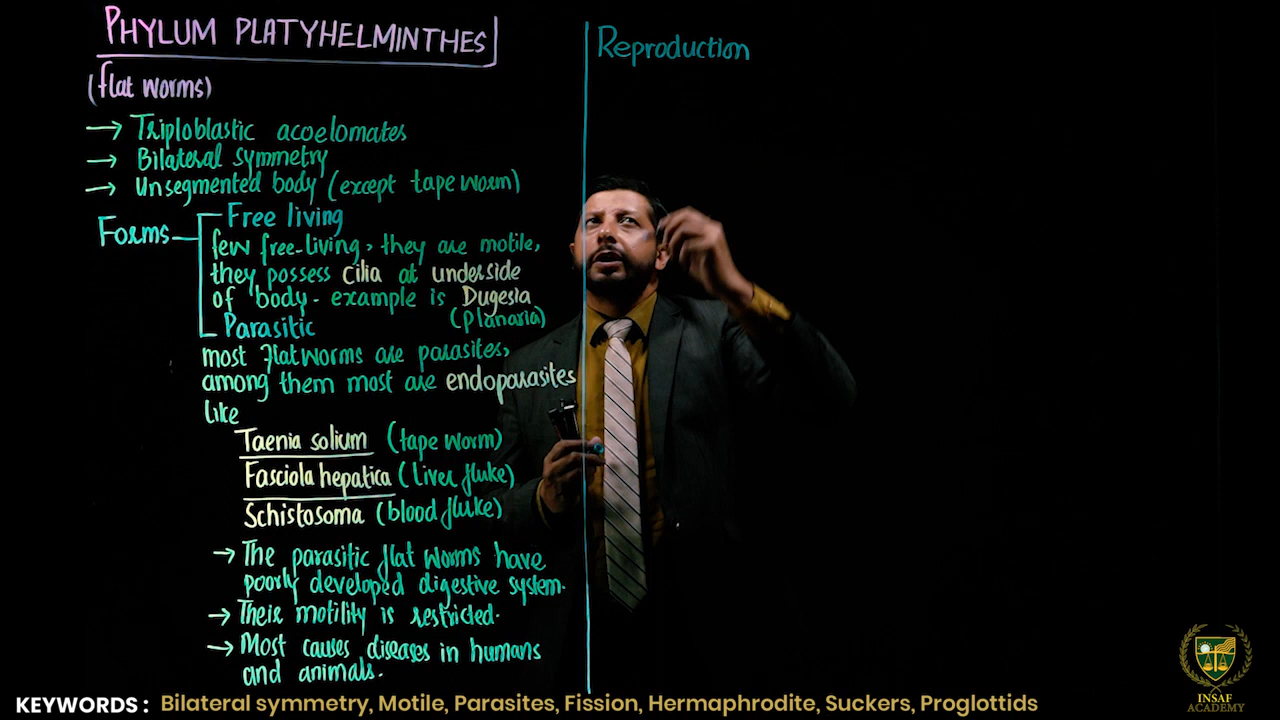 PHYLUM PLATYHELMINTHES
(flat worms)
→ Triploblastic acoelomates
→ Bilateral symmetry
→ Unsegmented body (except tape worm)
Forms
Free living
few free-living, they are motile,
they possess cilia at underside
of body. example is Dugesia
(Planaria)
Parasitic
most flatworms are parasites,
among them most are endoparasites
like
Taenia solium (tape worm)
Fasciola hepatica (liver fluke)
Schistosoma (blood fluke)
→ The parasitic flat worms have
poorly developed digestive system.
→ Their motility is restricted.
→ Most causes diseases in humans
and animals.
Reproduction
KEYWORDS : Bilateral symmetry, Motile, Parasites, Fission, Hermaphrodite, Suckers, Proglottids
INSAF
ACADEMY